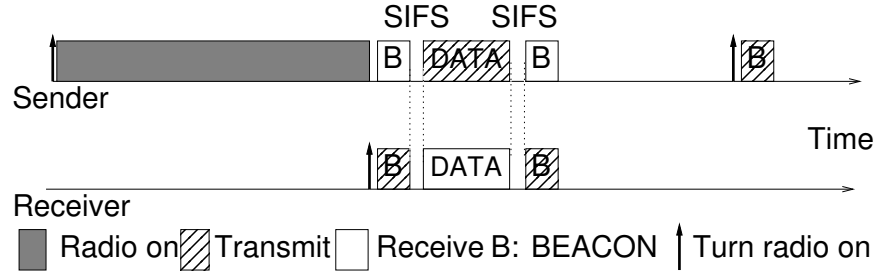 SIFS SIFS
B DATA B B
Sender
Time
B DATA B
Receiver
Radio on Transmit Receive B: BEACON Turn radio on